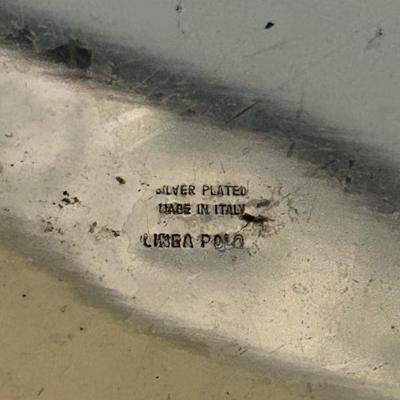 SILVER PLATED
MADE IN ITALY
LINEA POLO